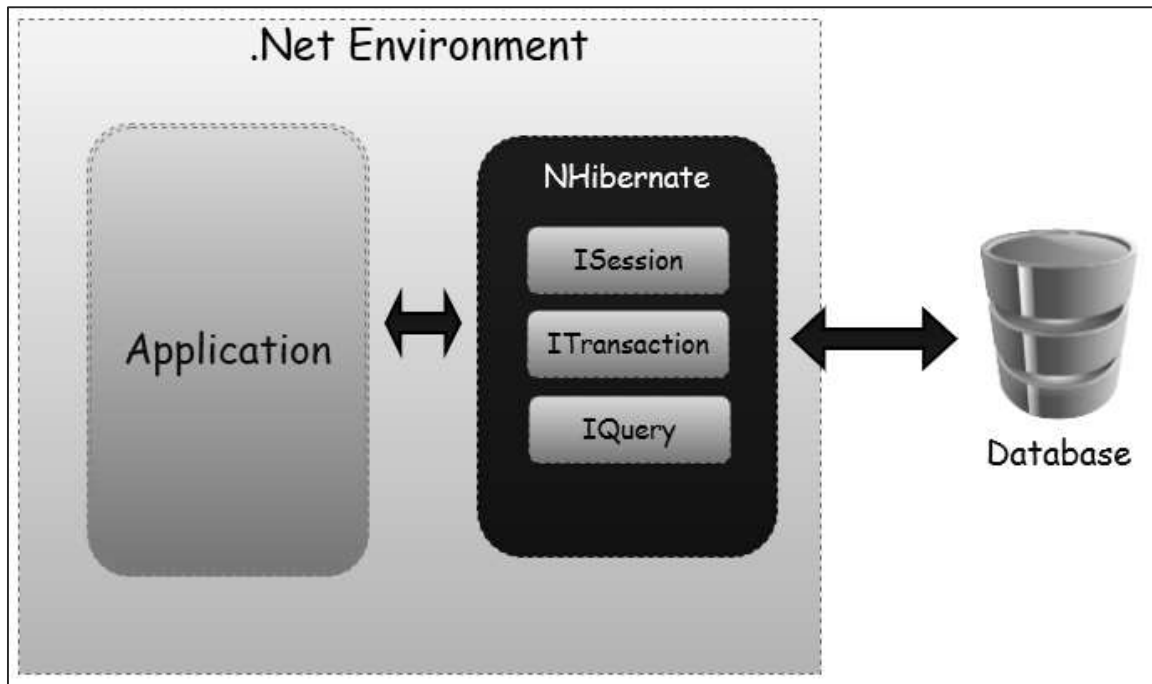 .Net Environment
NHibernate
ISession
Application
ITransaction
IQuery
Database